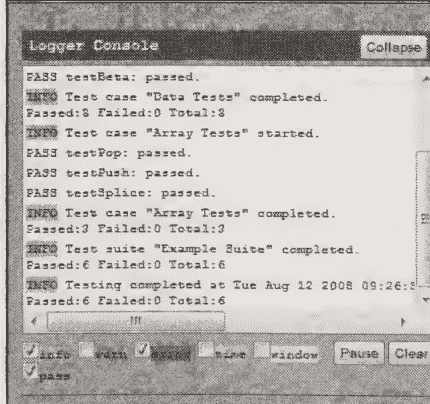 Logger Console
Collapse
PASS testBeta: passed.
INFO Test case "Data Tests" completed.
Passed:3 Failed:0 Total:3
INFO Test case "Array Tests" started.
PASS testPop: passed.
PASS testPush: passed.
PASS testSplice: passed.
INFO Test case "Array Tests" completed.
Passed:3 Failed:0 Total:3
INFO Test suite "Example Suite" completed.
Passed:6 Failed:0 Total:6
INFO Testing completed at Tue Aug 12 2008 09:26:
Passed:6 Failed:0 Total:6
info warn time window Pause Clear
pass